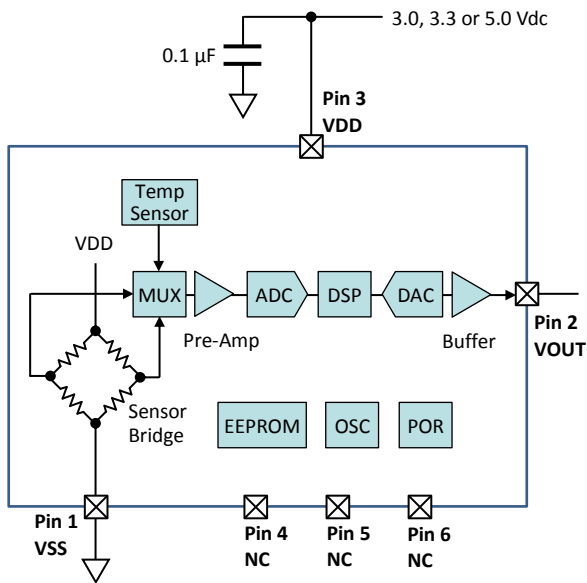 3.0, 3.3 or 5.0 Vdc
0.1 µF
Pin 3
VDD
Temp
Sensor
VDD
MUX
ADC
DSP
DAC
Pre-Amp
Buffer
Pin 2
VOUT
Sensor
Bridge
EEPROM
OSC
POR
Pin 1
VSS
Pin 4
NC
Pin 5
NC
Pin 6
NC